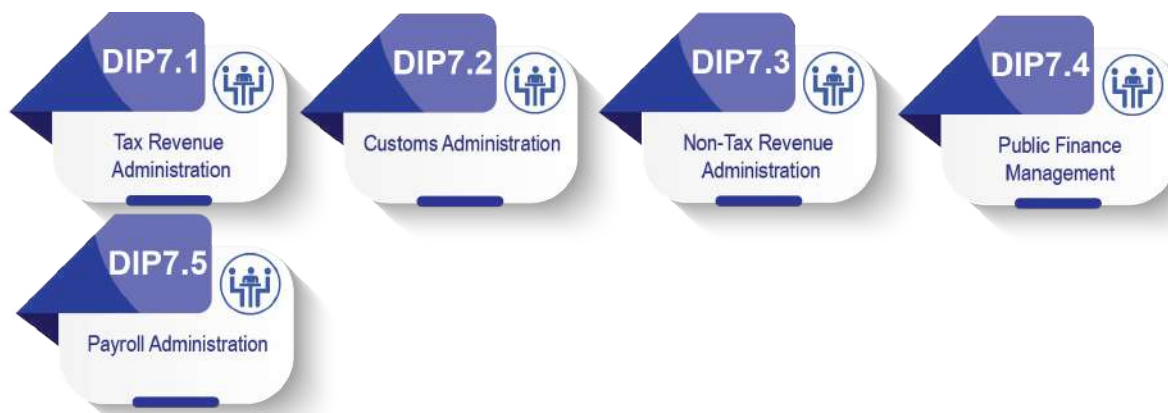 DIP7.1
Tax Revenue
Administration
DIP7.2
Customs Administration
DIP7.3
Non-Tax Revenue
Administration
DIP7.4
Public Finance
Management
DIP7.5
Payroll Administration